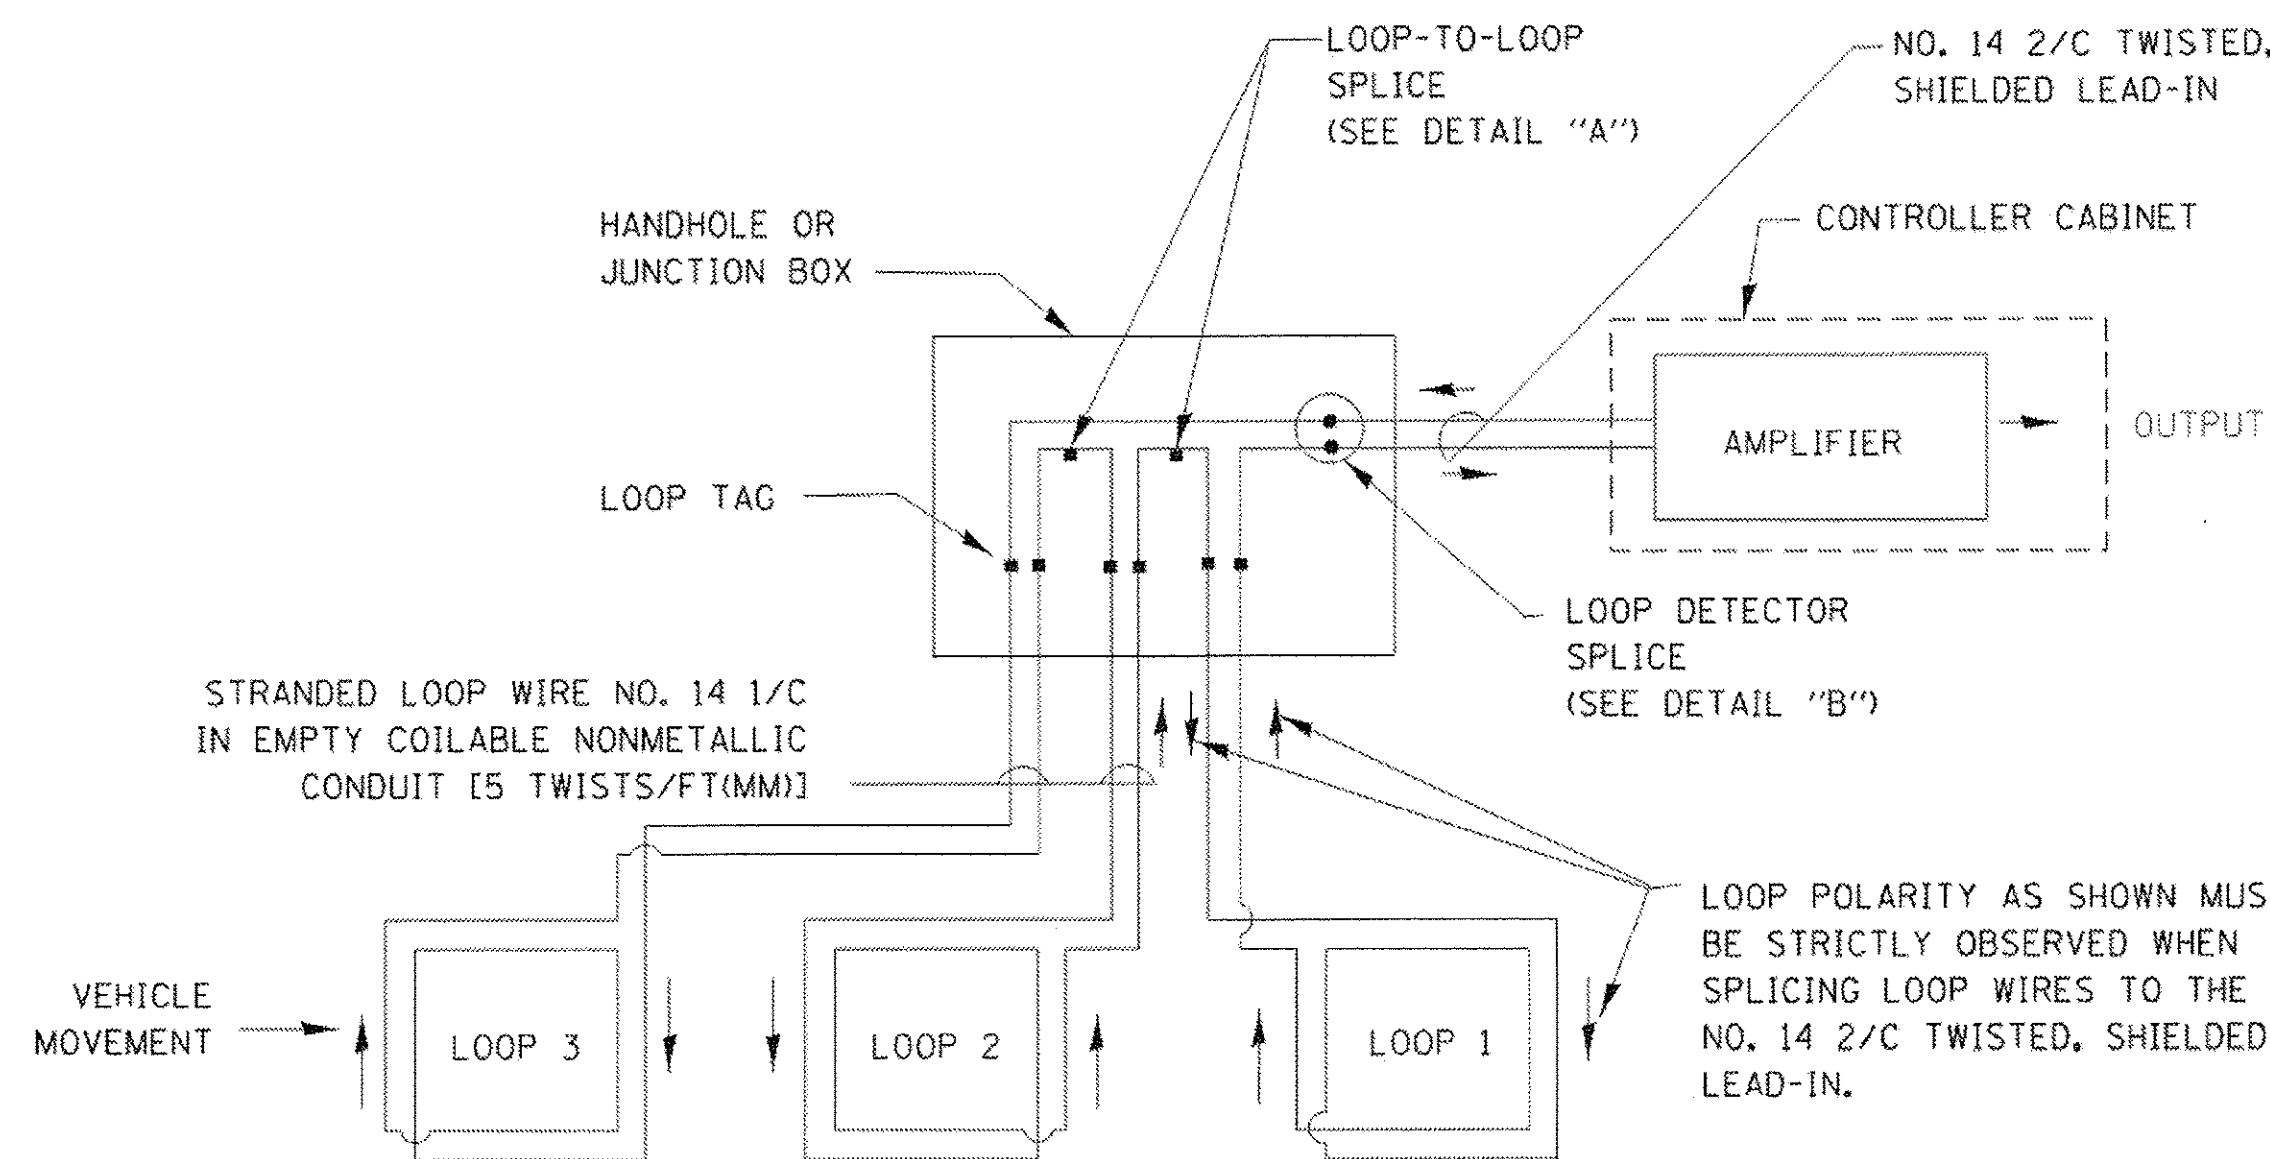 LOOP-TO-LOOP
SPLICE
(SEE DETAIL "A")
NO. 14 2/C TWISTED,
SHIELDED LEAD-IN
HANDHOLE OR
JUNCTION BOX
CONTROLLER CABINET
AMPLIFIER
OUTPUT
LOOP TAG
LOOP DETECTOR
SPLICE
(SEE DETAIL "B")
STRANDED LOOP WIRE NO. 14 1/C
IN EMPTY COILABLE NONMETALLIC
CONDUIT [5 TWISTS/FT(MM)]
LOOP POLARITY AS SHOWN MUS
BE STRICTLY OBSERVED WHEN
SPLICING LOOP WIRES TO THE
NO. 14 2/C TWISTED, SHIELDED
LEAD-IN.
VEHICLE
MOVEMENT
LOOP 3
LOOP 2
LOOP 1